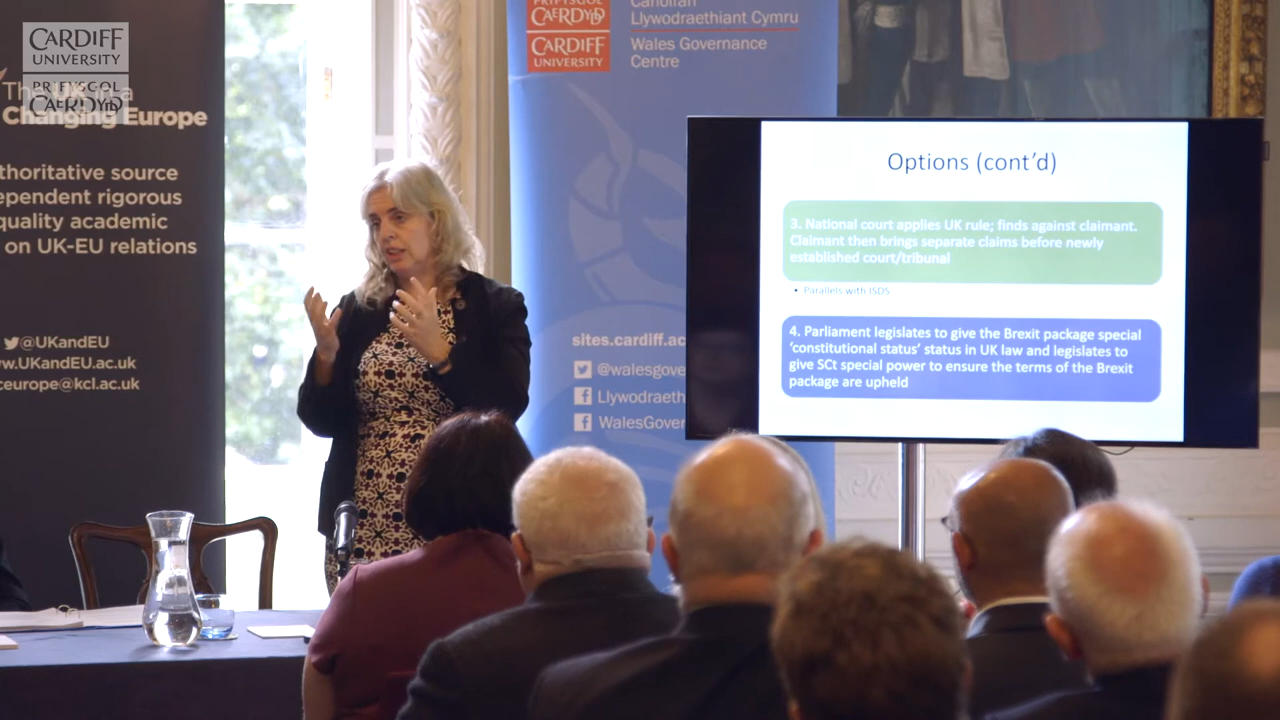 CARDIFF
UNIVERSITY
PRIFYSGOL
CAERDYⱭ
Changing Europe
thoritative source
ependent rigorous
quality academic
on UK-EU relations
@UKandEU
w.UKandEU.ac.uk
ceurope@kcl.ac.uk
PRIFYSGOL
CAERDYD
CARDIFF
UNIVERSITY
Canolfan
Llywodraethiant Cymru
Wales Governance
Centre
sites.cardiff.ac
@walesgove
Llywodraeth
WalesGover
Options (cont'd)
3. National court applies UK rule; finds against claimant.
Claimant then brings separate claims before newly
established court/tribunal
• Parallels with ISDS
4. Parliament legislates to give the Brexit package special
'constitutional status' status in UK law and legislates to
give SCt special power to ensure the terms of the Brexit
package are upheld